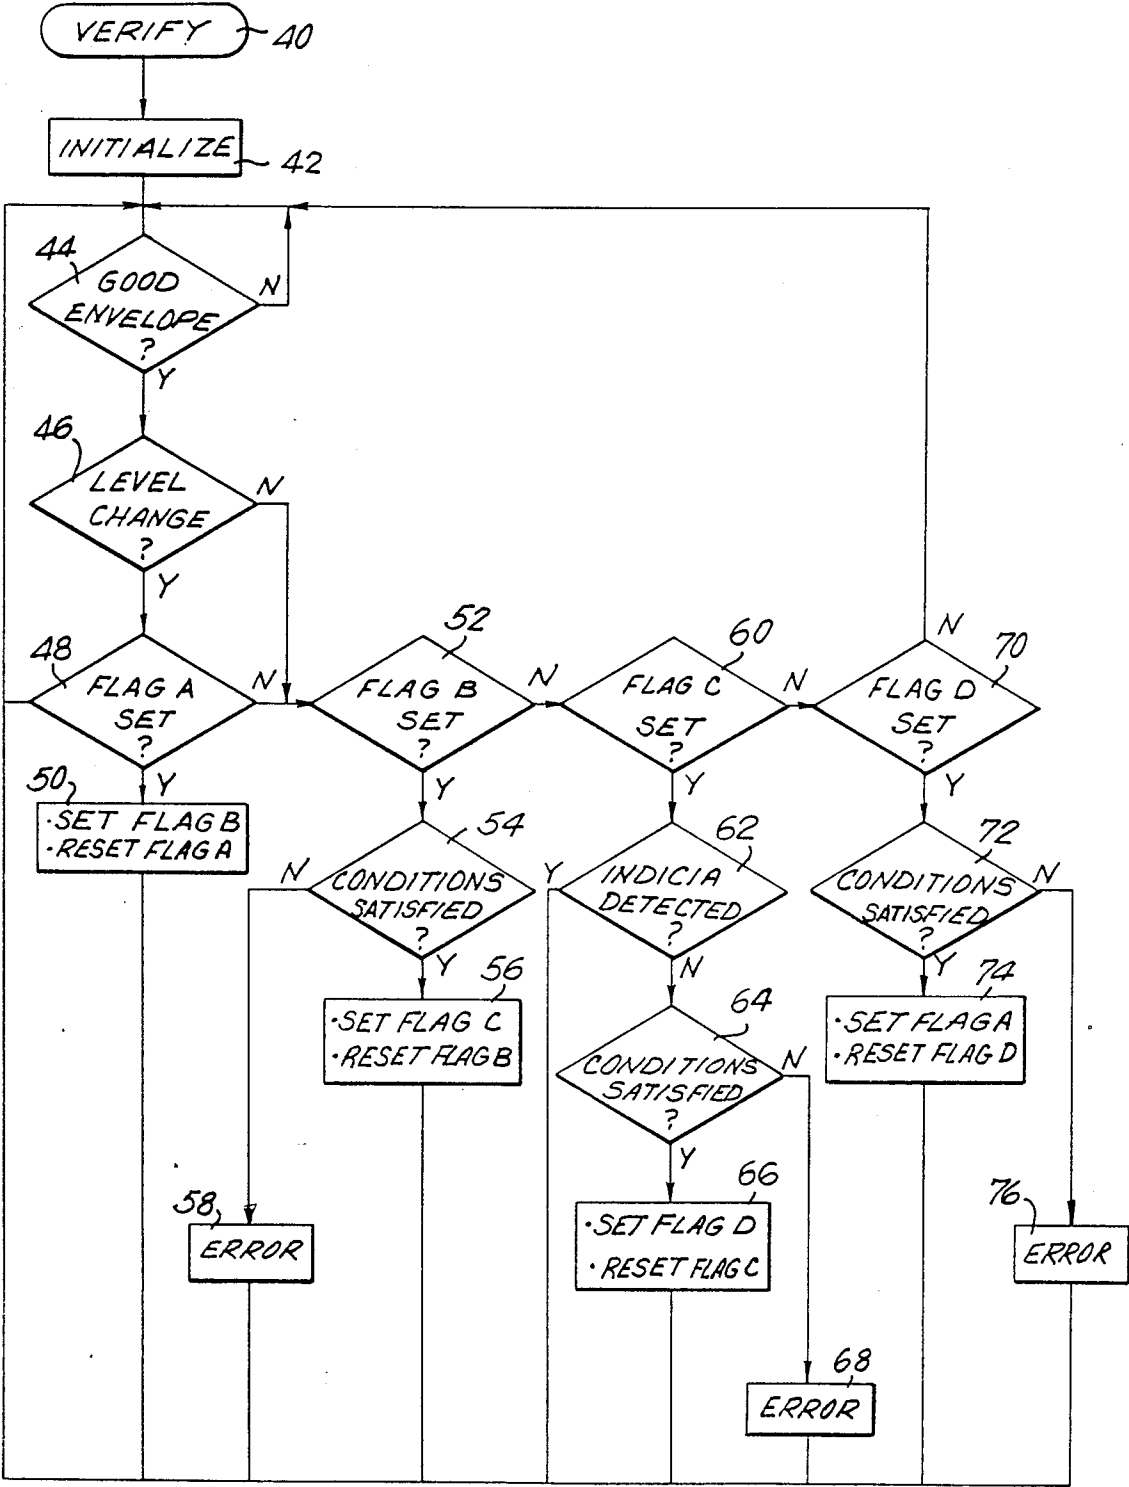 VERIFY
40
INITIALIZE
42
44
GOOD
ENVELOPE
?
N
Y
46
LEVEL
CHANGE
?
N
Y
48
FLAG A
SET
?
N
Y
50
·SET FLAG B
·RESET FLAG A
52
FLAG B
SET
?
N
Y
54
CONDITIONS
SATISFIED
?
N
Y
56
·SET FLAG C
·RESET FLAG B
58
ERROR
60
FLAG C
SET
?
N
Y
62
INDICIA
DETECTED
?
Y
N
64
CONDITIONS
SATISFIED
?
N
Y
66
·SET FLAG D
·RESET FLAG C
68
ERROR
70
FLAG D
SET
?
N
Y
72
CONDITIONS
SATISFIED
?
N
Y
74
·SET FLAG A
·RESET FLAG D
76
ERROR